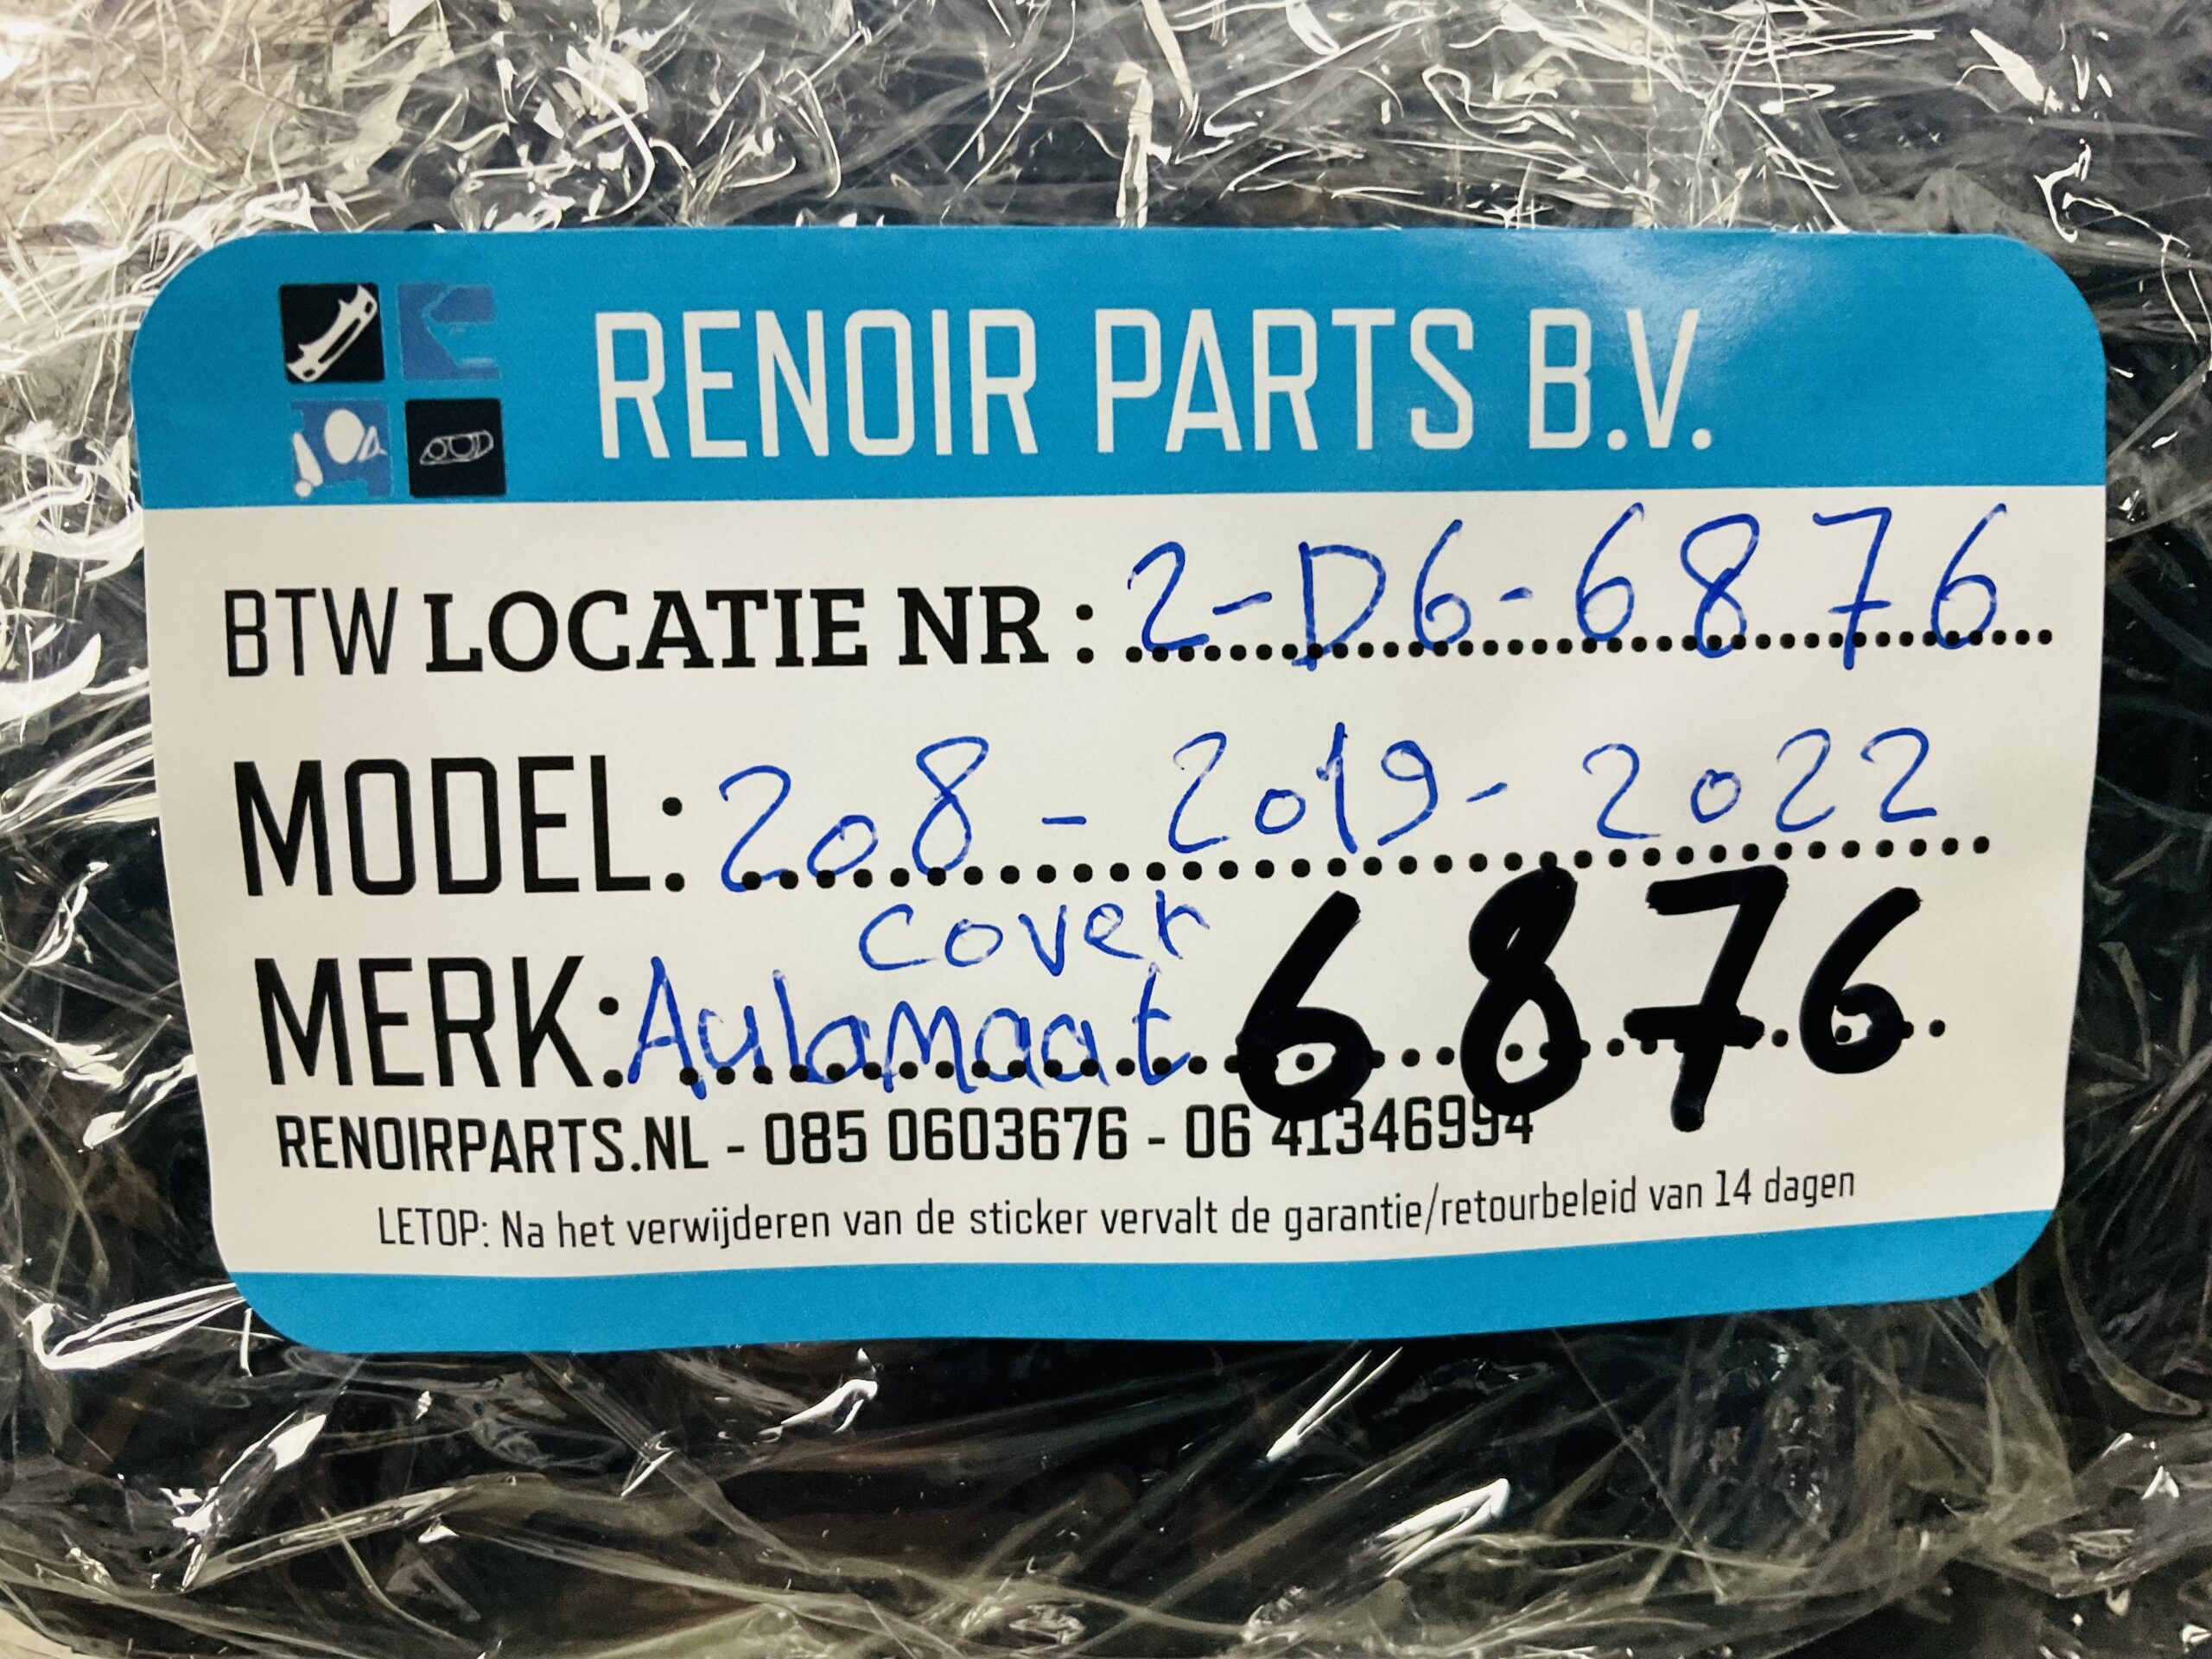 RENOIR PARTS B.V.
BTW LOCATIE NR : 2-D6-6876
MODEL: 208 - 2019 - 2022
cover
MERK: Aulamaat 6876
RENOIRPARTS.NL - 085 0603676 - 06 41346994
LETOP: Na het verwijderen van de sticker vervalt de garantie/retourbeleid van 14 dagen